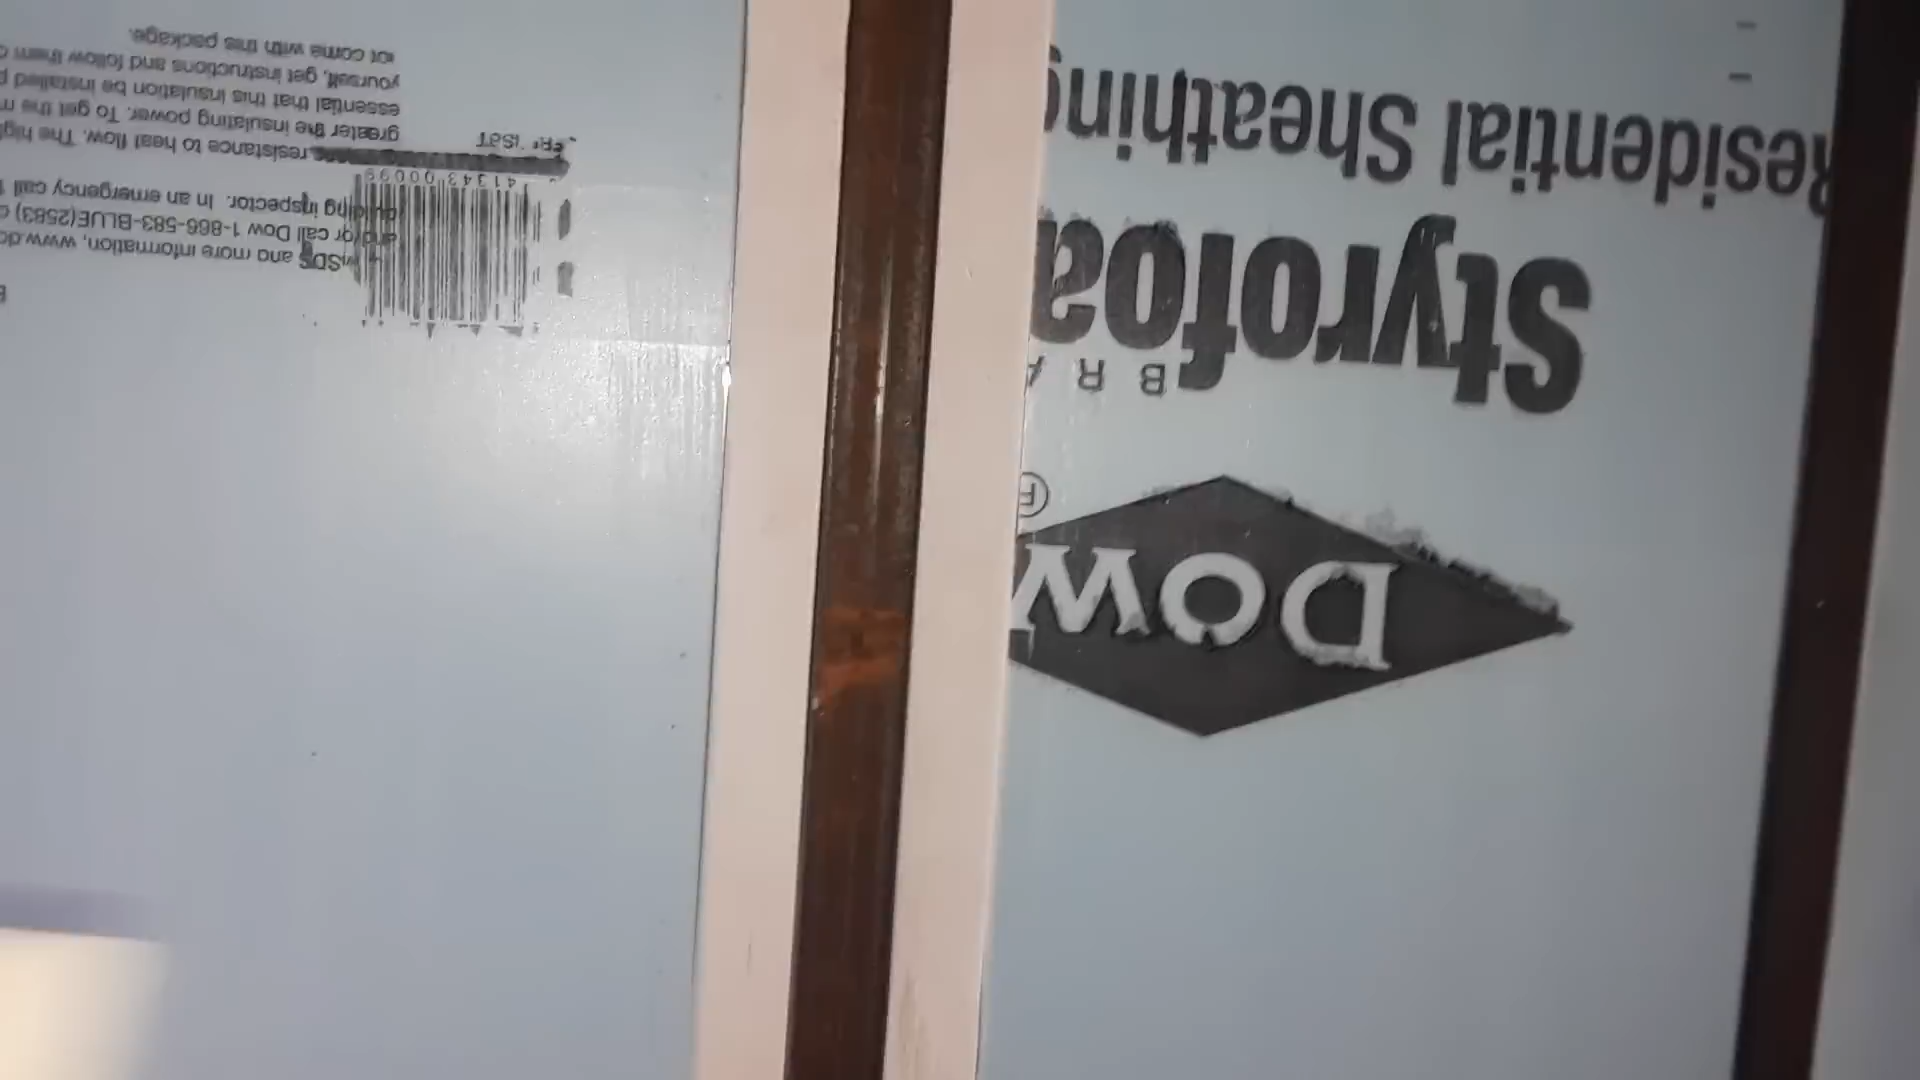 DOW
®
BRA
Styrofoa
Residential Sheathing
MSDS and more information, www.do
and/or call Dow 1-866-583-BLUE(2583)
building inspector. In an emergency call
41343 00099
resistance to heat flow. The high
greater the insulating power. To get the m
essential that this insulation be installed p
yourself, get instructions and follow them
not come with this package.